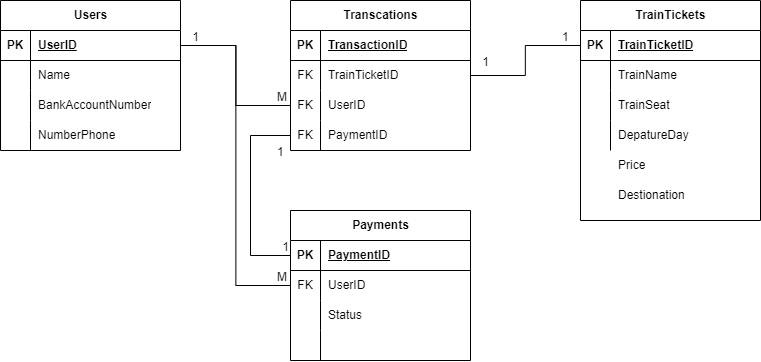 Users
PK UserID
Name
BankAccountNumber
NumberPhone
1
M
M
Transcations
PK TransactionID
FK TrainTicketID
FK UserID
FK PaymentID
1
1
1
1
TrainTickets
PK TrainTicketID
TrainName
TrainSeat
DepatureDay
Price
Destionation
Payments
PK PaymentID
FK UserID
Status